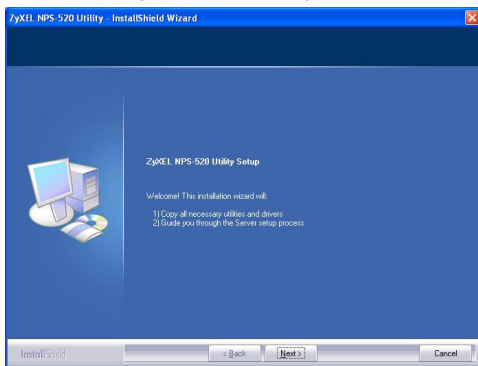 ZyXEL NPS-520 Utility - InstallShield Wizard
ZyXEL NPS-520 Utility Setup
Welcome! This installation wizard will:
1) Copy all necessary utilities and drivers
2) Guide you through the Server setup process
InstallShield
< Back Next > Cancel